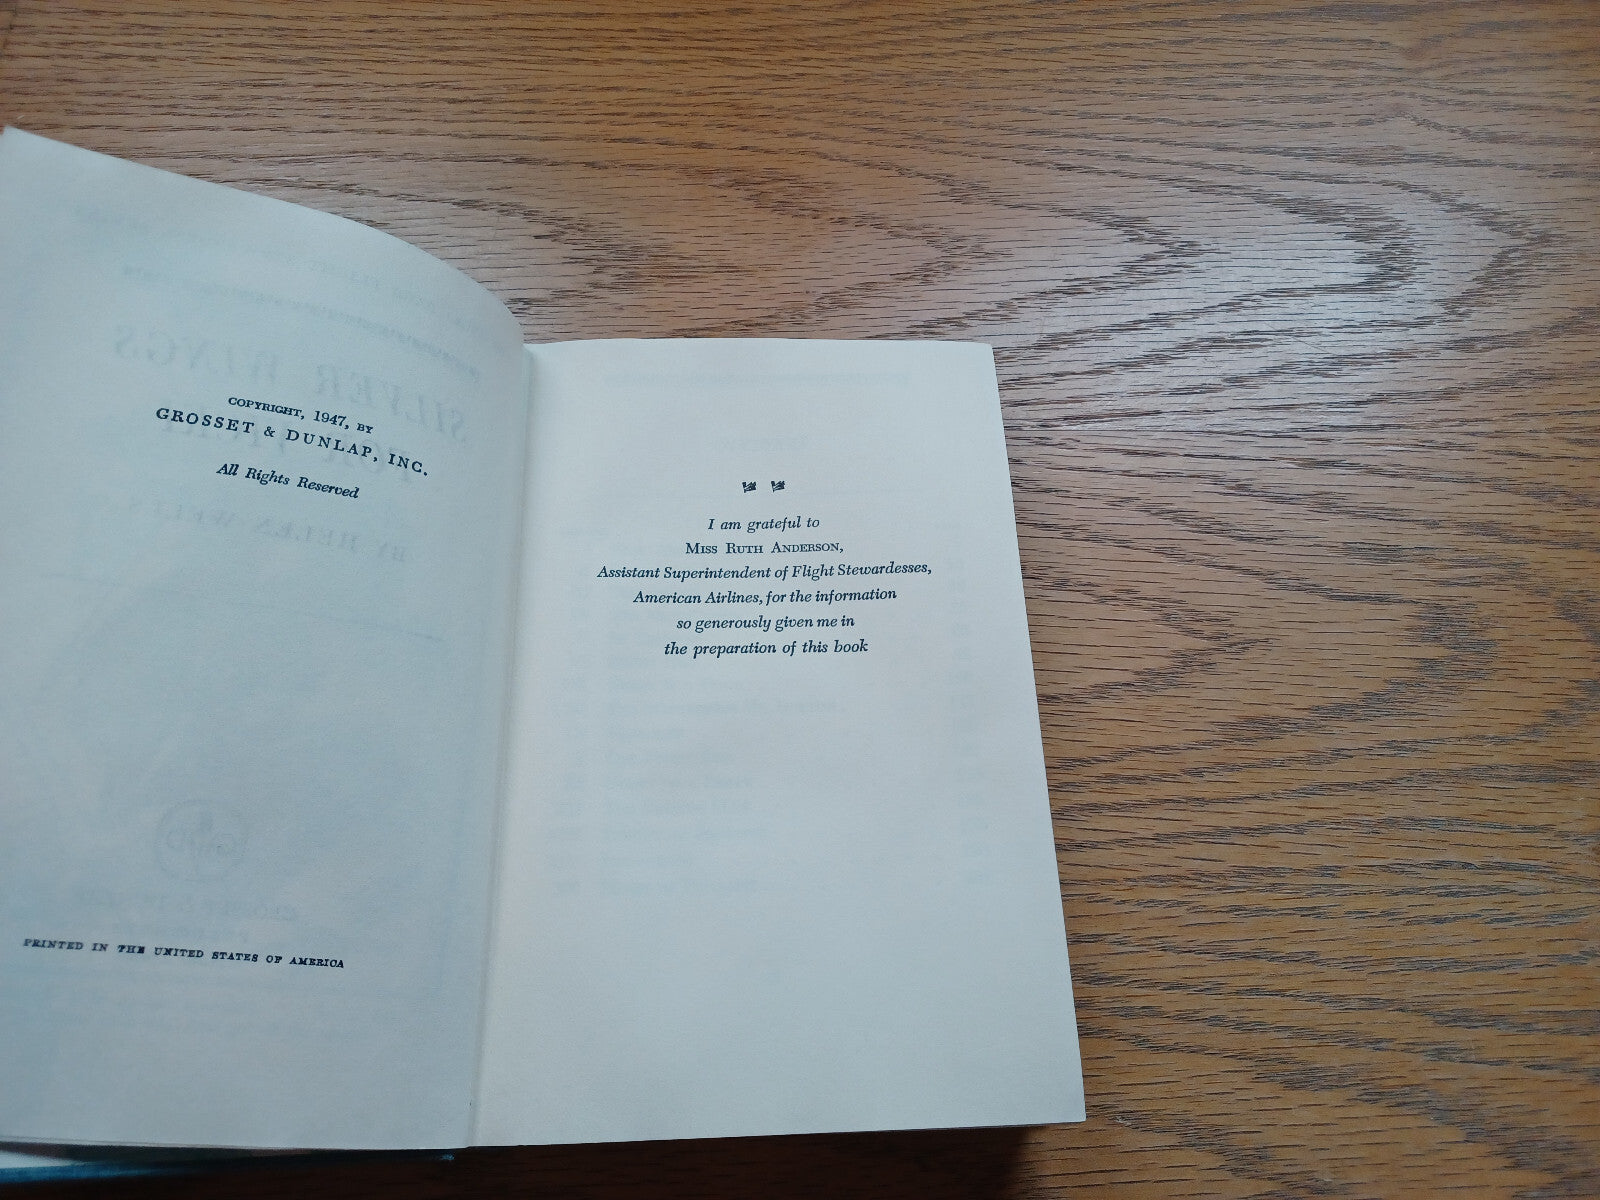 COPYRIGHT, 1947, BY
GROSSET & DUNLAP, INC.
All Rights Reserved
PRINTED IN THE UNITED STATES OF AMERICA
I am grateful to
MISS RUTH ANDERSON,
Assistant Superintendent of Flight Stewardesses,
American Airlines, for the information
so generously given me in
the preparation of this book